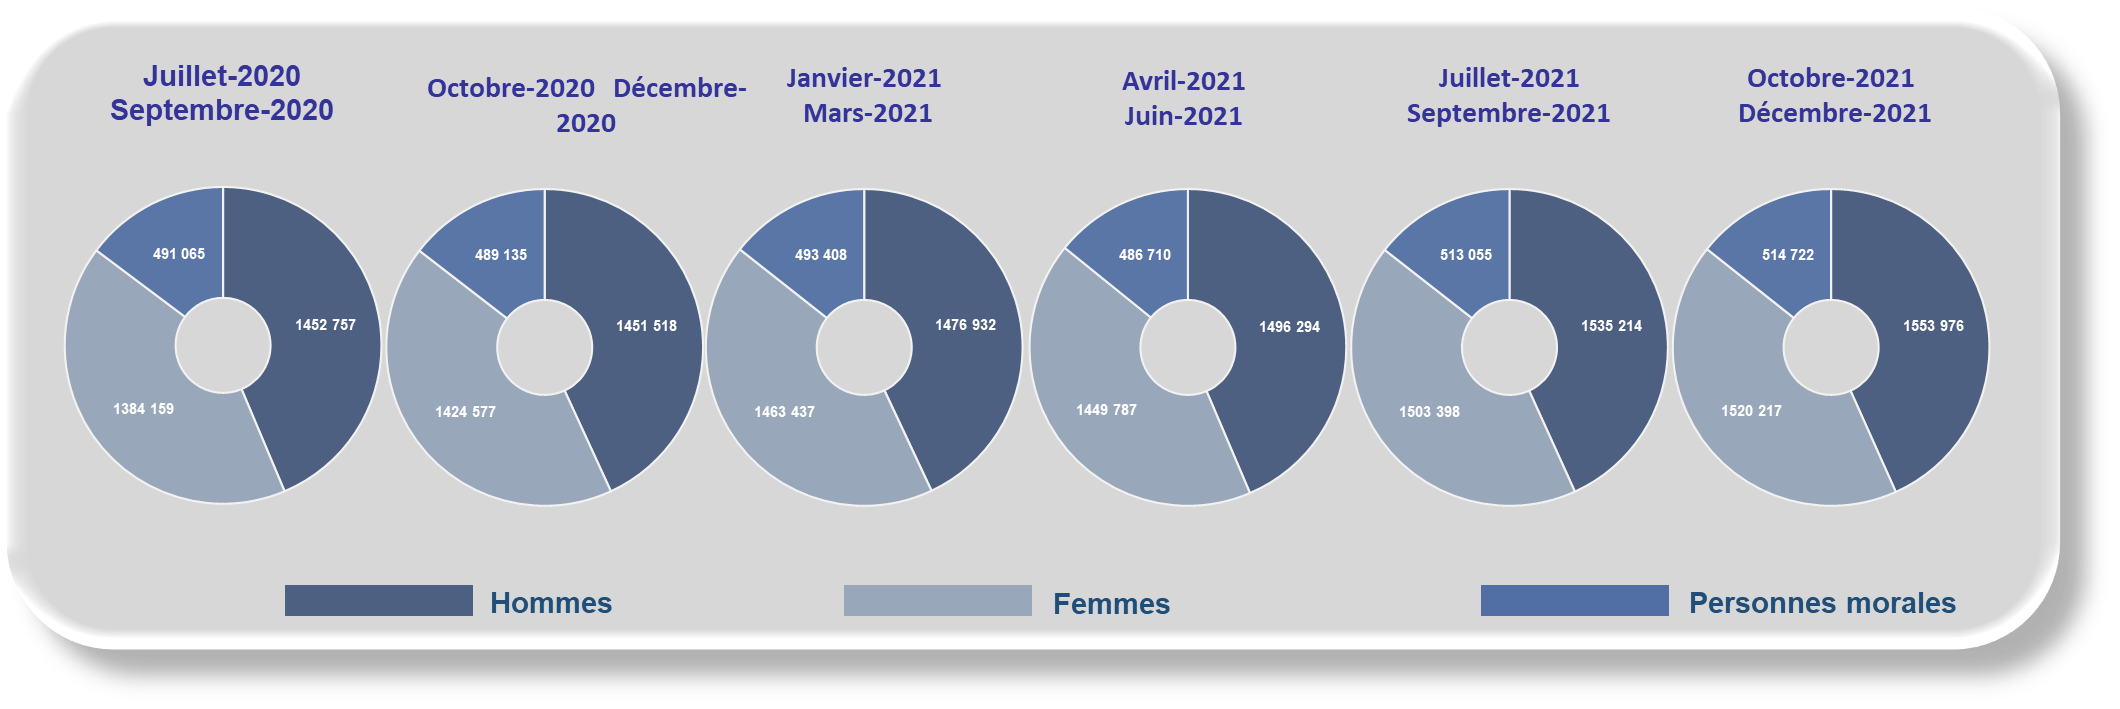 Juillet-2020
Septembre-2020
Octobre-2020 Décembre-
2020
Janvier-2021
Mars-2021
Avril-2021
Juin-2021
Juillet-2021
Septembre-2021
Octobre-2021
Décembre-2021
491 065
1452 757
1384 159
489 135
1451 518
1424 577
493 408
1476 932
1463 437
486 710
1496 294
1449 787
513 055
1535 214
1503 398
514 722
1553 976
1520 217
Hommes
Femmes
Personnes morales